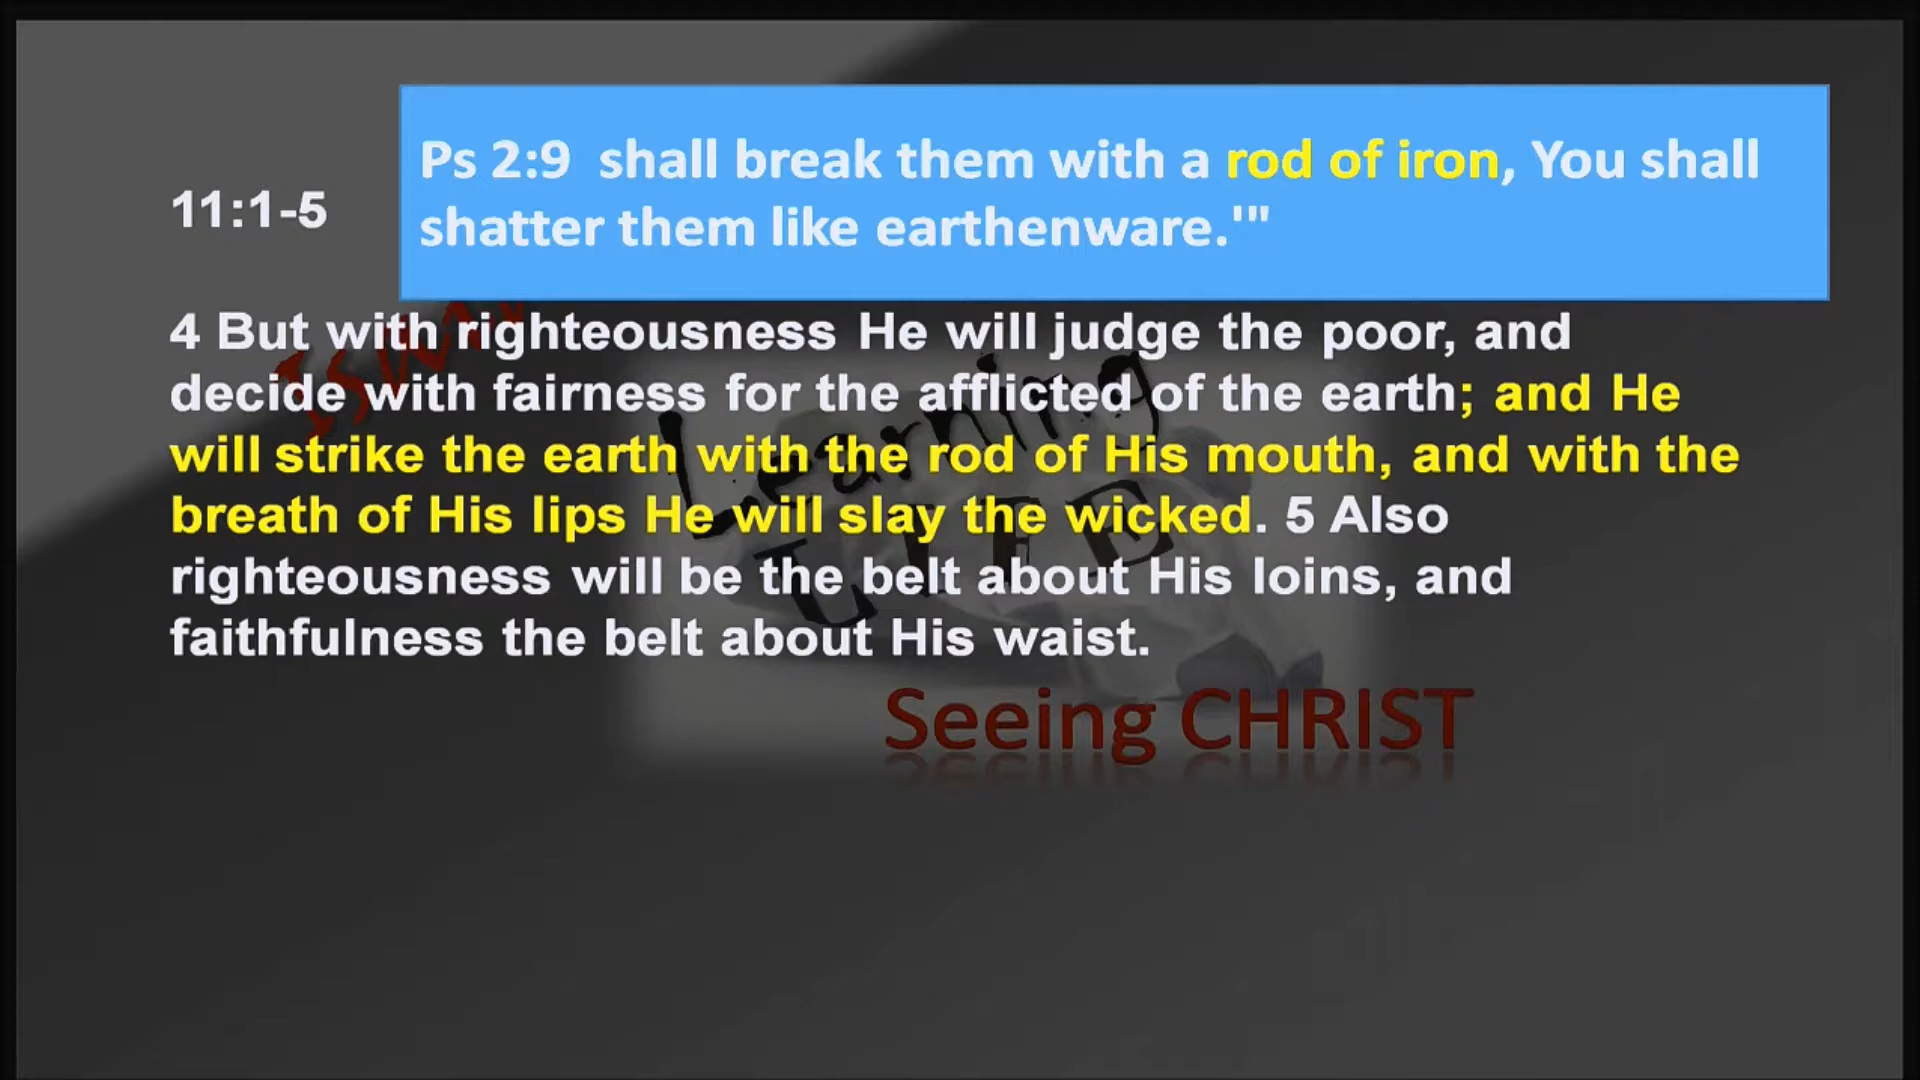 Ps 2:9  shall break them with a rod of iron, You shall
shatter them like earthenware.'"
11:1-5
4 But with righteousness He will judge the poor, and
decide with fairness for the afflicted of the earth; and He
will strike the earth with the rod of His mouth, and with the
breath of His lips He will slay the wicked. 5 Also
righteousness will be the belt about His loins, and
faithfulness the belt about His waist.
Learning
LIFE
Seeing CHRIST